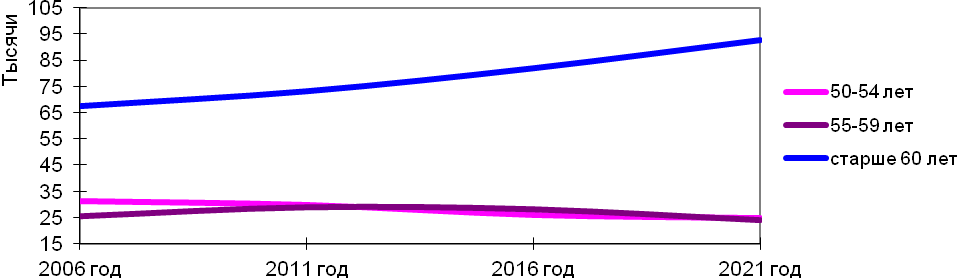 Тысячи
105
95
85
75
65
55
45
35
25
15
2006 год
2011 год
2016 год
2021 год
50-54 лет
55-59 лет
старше 60 лет